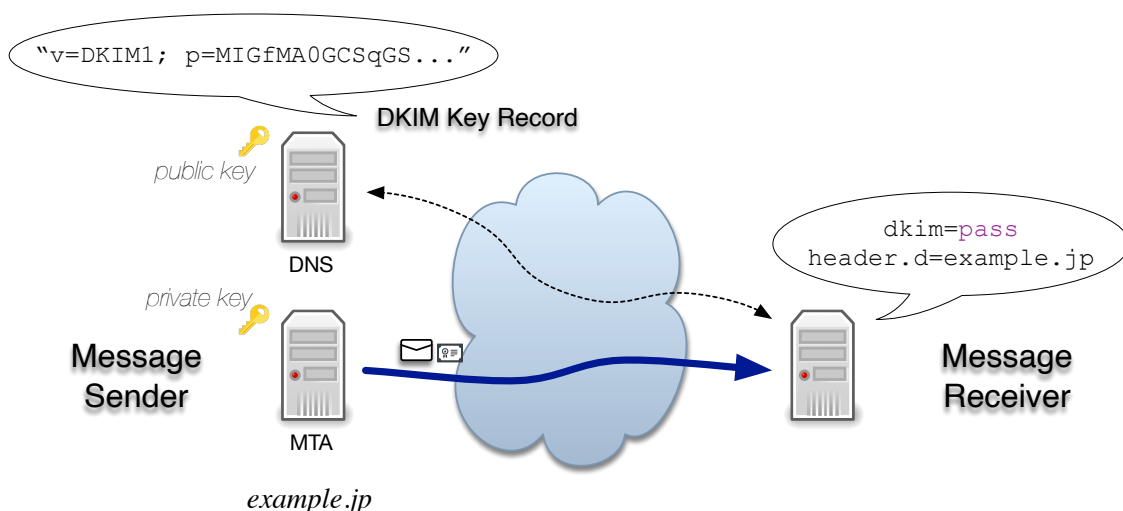 “v=DKIM1; p=MIGfMA0GCSqGS...”
DKIM Key Record
public key
DNS
dkim=pass
header.d=example.jp
private key
Message
Sender
MTA
Message
Receiver
example.jp